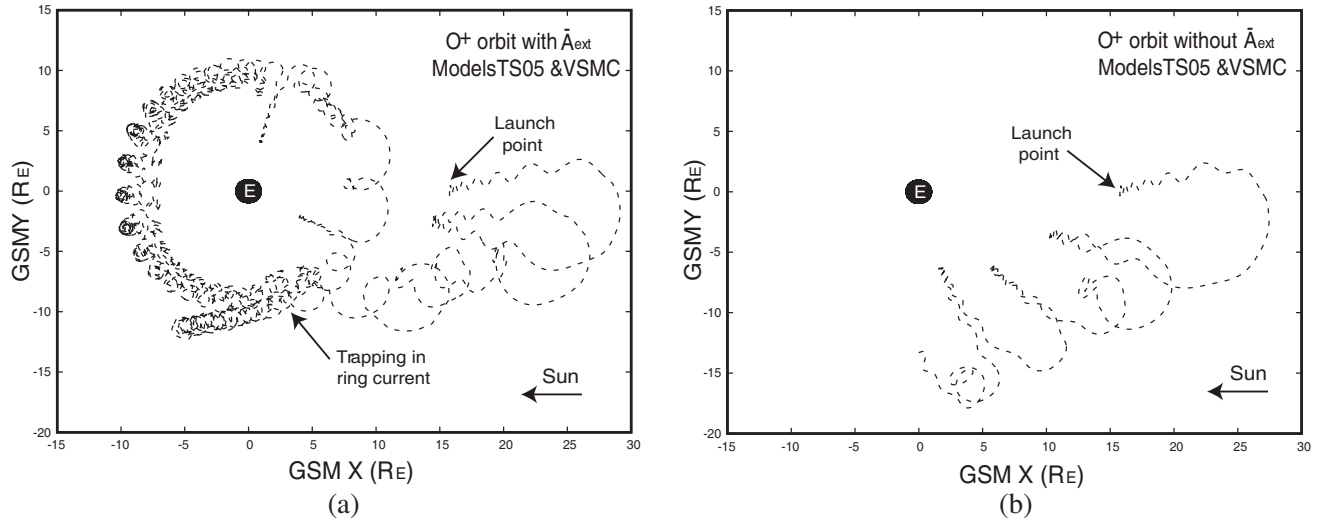 O+ orbit with Āext
ModelsTS05 &VSMC
Launch
point
E
Trapping in
ring current
Sun
GSMY (RE)
15
10
5
0
-5
-10
-15
-20
-15
-10
-5
0
5
10
15
20
25
30
GSM X (RE)
(a)
O+ orbit without Āext
ModelsTS05 &VSMC
Launch
point
E
Sun
GSMY (RE)
15
10
5
0
-5
-10
-15
-20
-15
-10
-5
0
5
10
15
20
25
30
GSM X (RE)
(b)